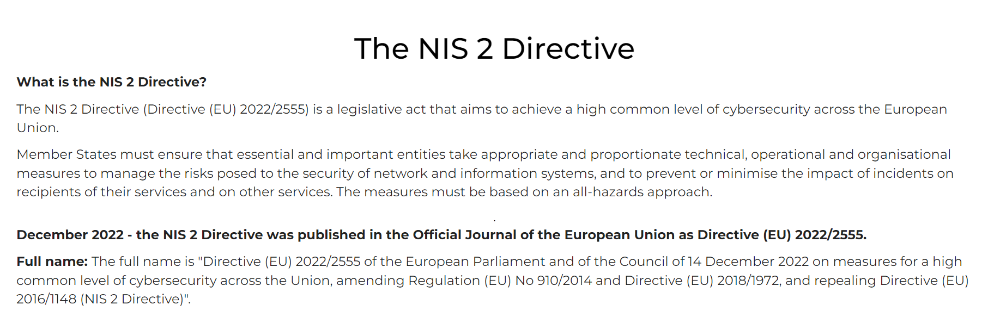 The NIS 2 Directive
What is the NIS 2 Directive?
The NIS 2 Directive (Directive (EU) 2022/2555) is a legislative act that aims to achieve a high common level of cybersecurity across the European
Union.
Member States must ensure that essential and important entities take appropriate and proportionate technical, operational and organisational
measures to manage the risks posed to the security of network and information systems, and to prevent or minimise the impact of incidents on
recipients of their services and on other services. The measures must be based on an all-hazards approach.
.
December 2022 - the NIS 2 Directive was published in the Official Journal of the European Union as Directive (EU) 2022/2555.
Full name: The full name is "Directive (EU) 2022/2555 of the European Parliament and of the Council of 14 December 2022 on measures for a high
common level of cybersecurity across the Union, amending Regulation (EU) No 910/2014 and Directive (EU) 2018/1972, and repealing Directive (EU)
2016/1148 (NIS 2 Directive)".